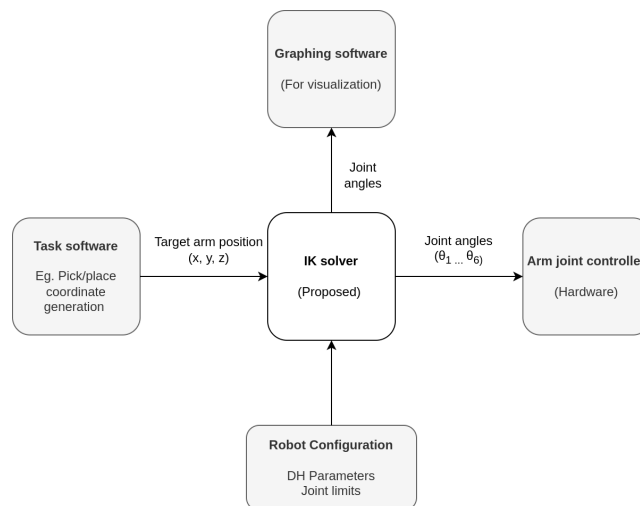 Graphing software
(For visualization)
Joint
angles
Task software
Eg. Pick/place
coordinate
generation
Target arm position
(x, y, z)
IK solver
(Proposed)
Joint angles
(θ1 ... θ6)
Arm joint controlle
(Hardware)
Robot Configuration
DH Parameters
Joint limits